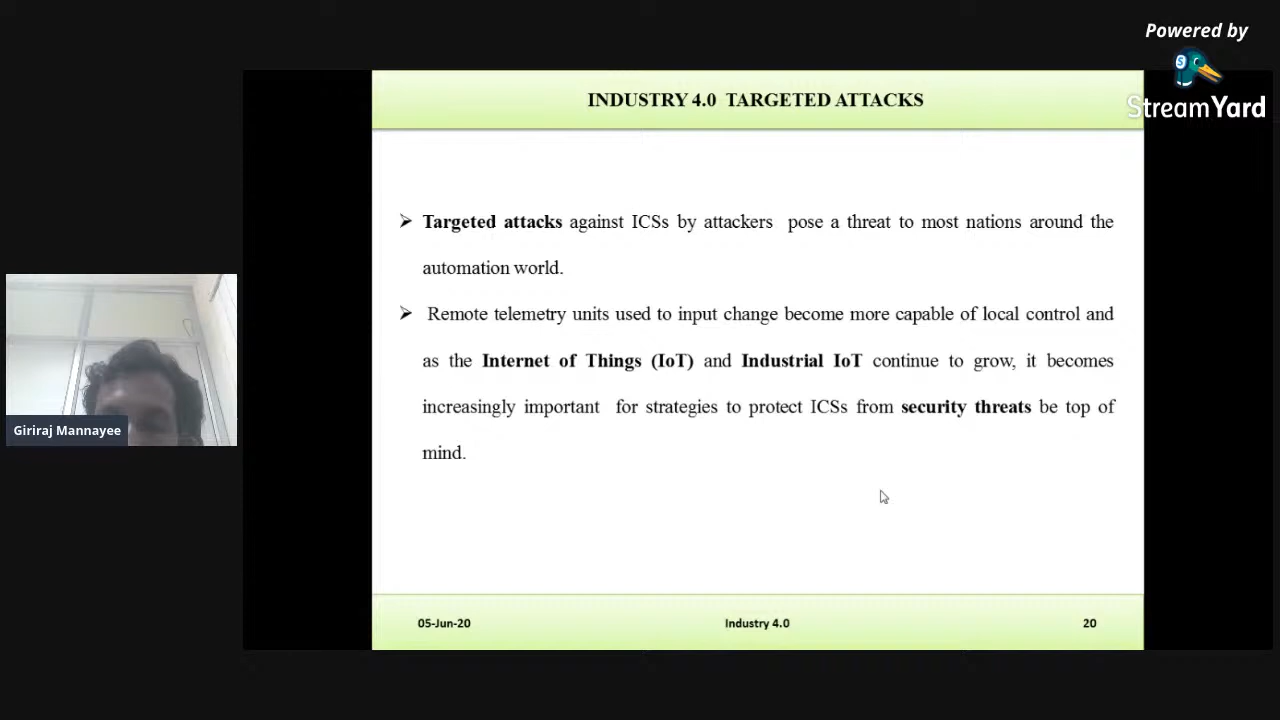 Powered by
StreamYard
INDUSTRY 4.0 TARGETED ATTACKS
➢ Targeted attacks against ICSs by attackers pose a threat to most nations around the
automation world.
➢ Remote telemetry units used to input change become more capable of local control and
as the Internet of Things (IoT) and Industrial IoT continue to grow, it becomes
increasingly important for strategies to protect ICSs from security threats be top of
mind.
Giriraj Mannayee
05-Jun-20 Industry 4.0 20